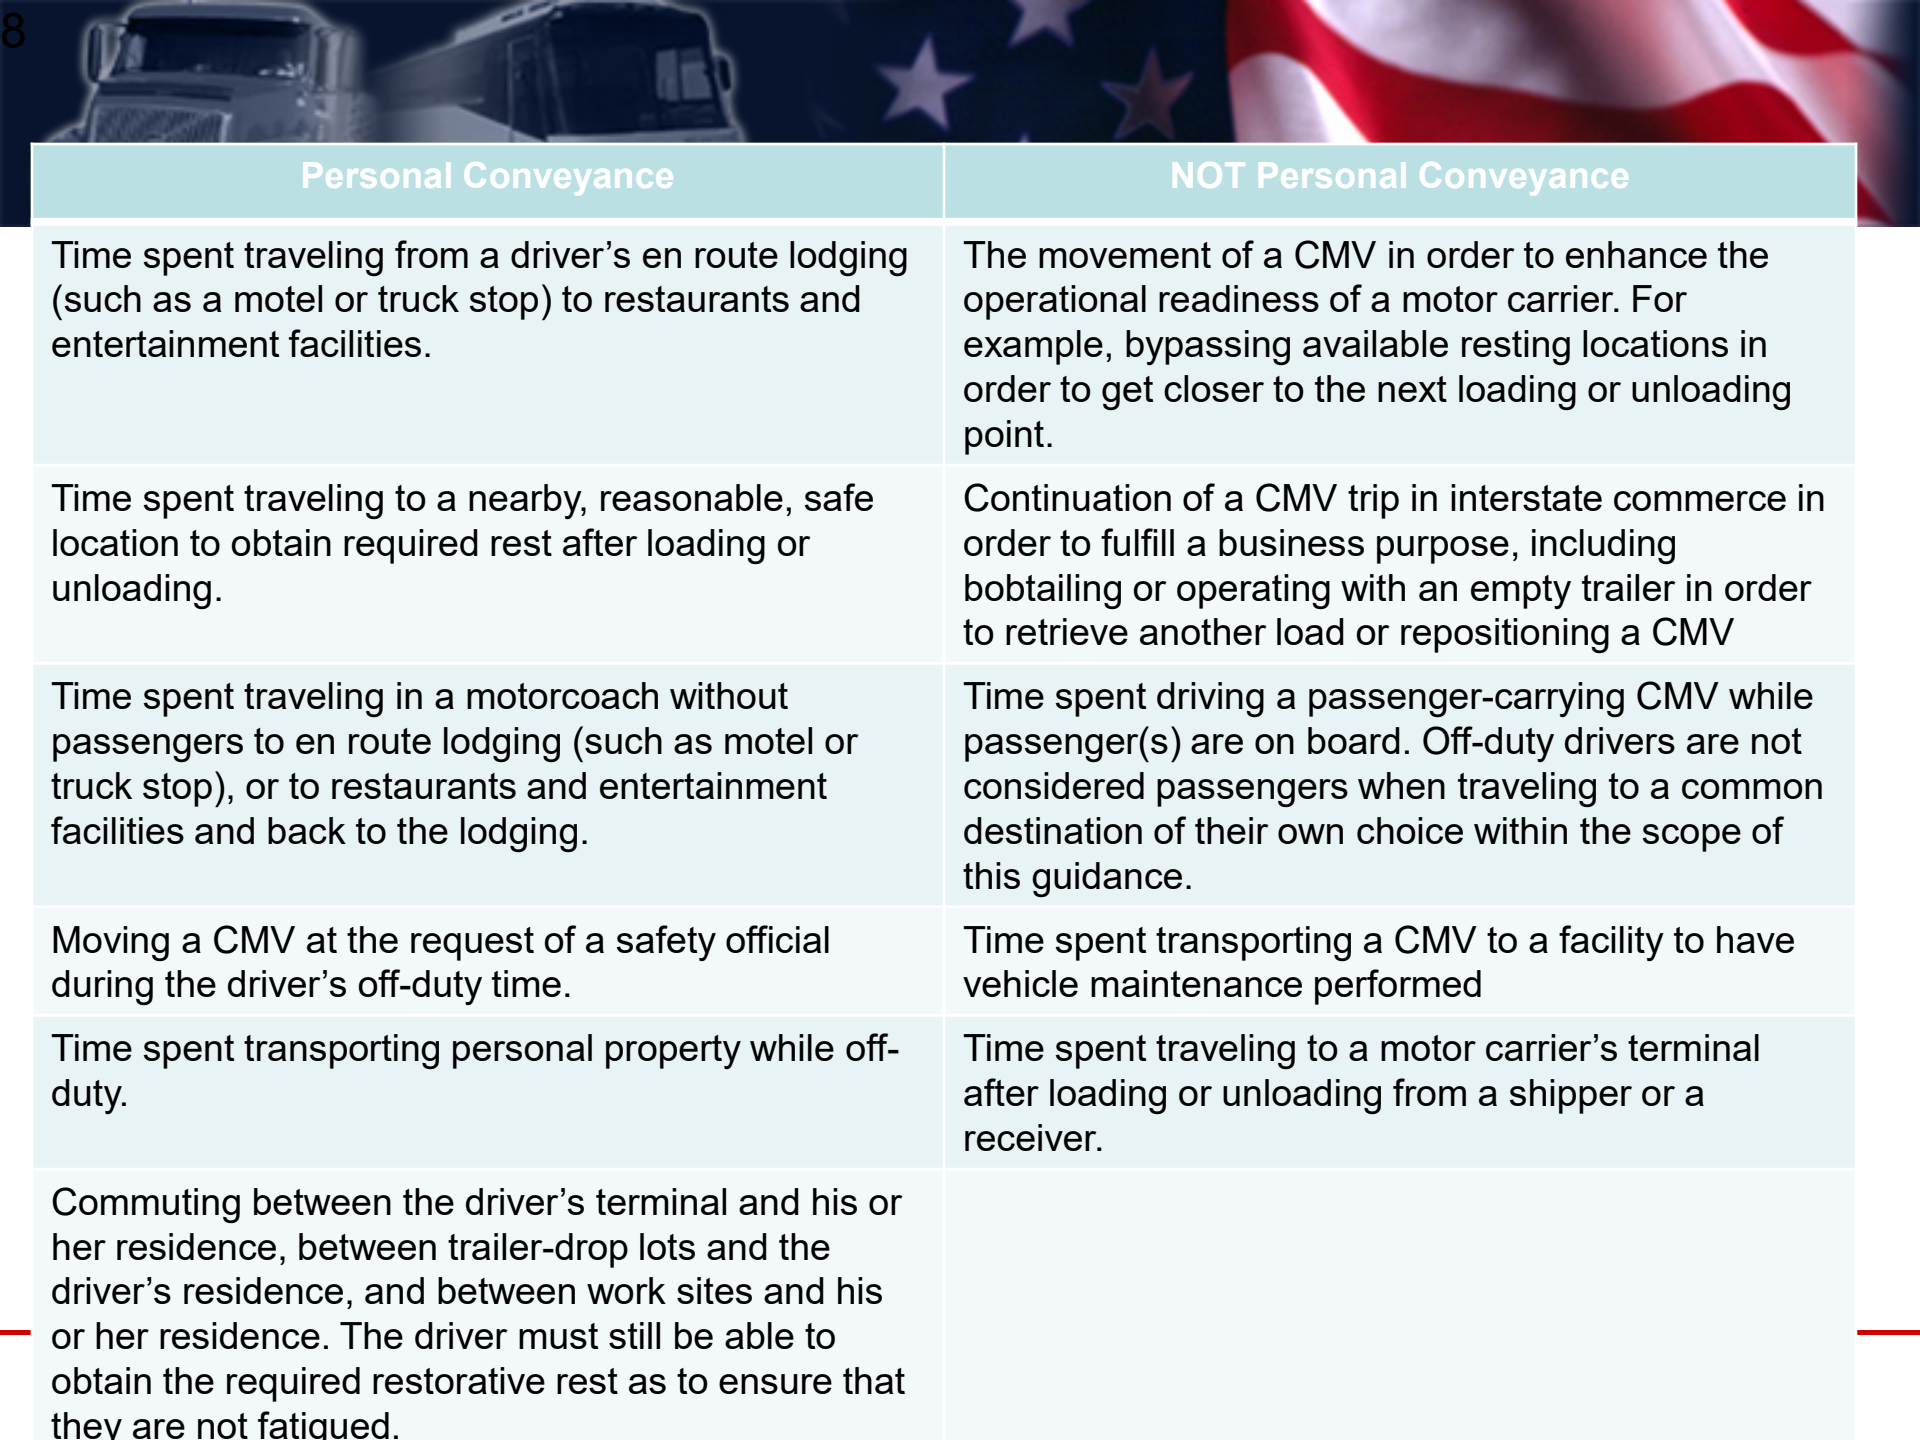 8
Personal Conveyance
NOT Personal Conveyance
Time spent traveling from a driver’s en route lodging
(such as a motel or truck stop) to restaurants and
entertainment facilities.
The movement of a CMV in order to enhance the
operational readiness of a motor carrier. For
example, bypassing available resting locations in
order to get closer to the next loading or unloading
point.
Time spent traveling to a nearby, reasonable, safe
location to obtain required rest after loading or
unloading.
Continuation of a CMV trip in interstate commerce in
order to fulfill a business purpose, including
bobtailing or operating with an empty trailer in order
to retrieve another load or repositioning a CMV
Time spent traveling in a motorcoach without
passengers to en route lodging (such as motel or
truck stop), or to restaurants and entertainment
facilities and back to the lodging.
Time spent driving a passenger-carrying CMV while
passenger(s) are on board. Off-duty drivers are not
considered passengers when traveling to a common
destination of their own choice within the scope of
this guidance.
Moving a CMV at the request of a safety official
during the driver’s off-duty time.
Time spent transporting a CMV to a facility to have
vehicle maintenance performed
Time spent transporting personal property while off-
duty.
Time spent traveling to a motor carrier’s terminal
after loading or unloading from a shipper or a
receiver.
Commuting between the driver’s terminal and his or
her residence, between trailer-drop lots and the
driver’s residence, and between work sites and his
or her residence. The driver must still be able to
obtain the required restorative rest as to ensure that
they are not fatigued.